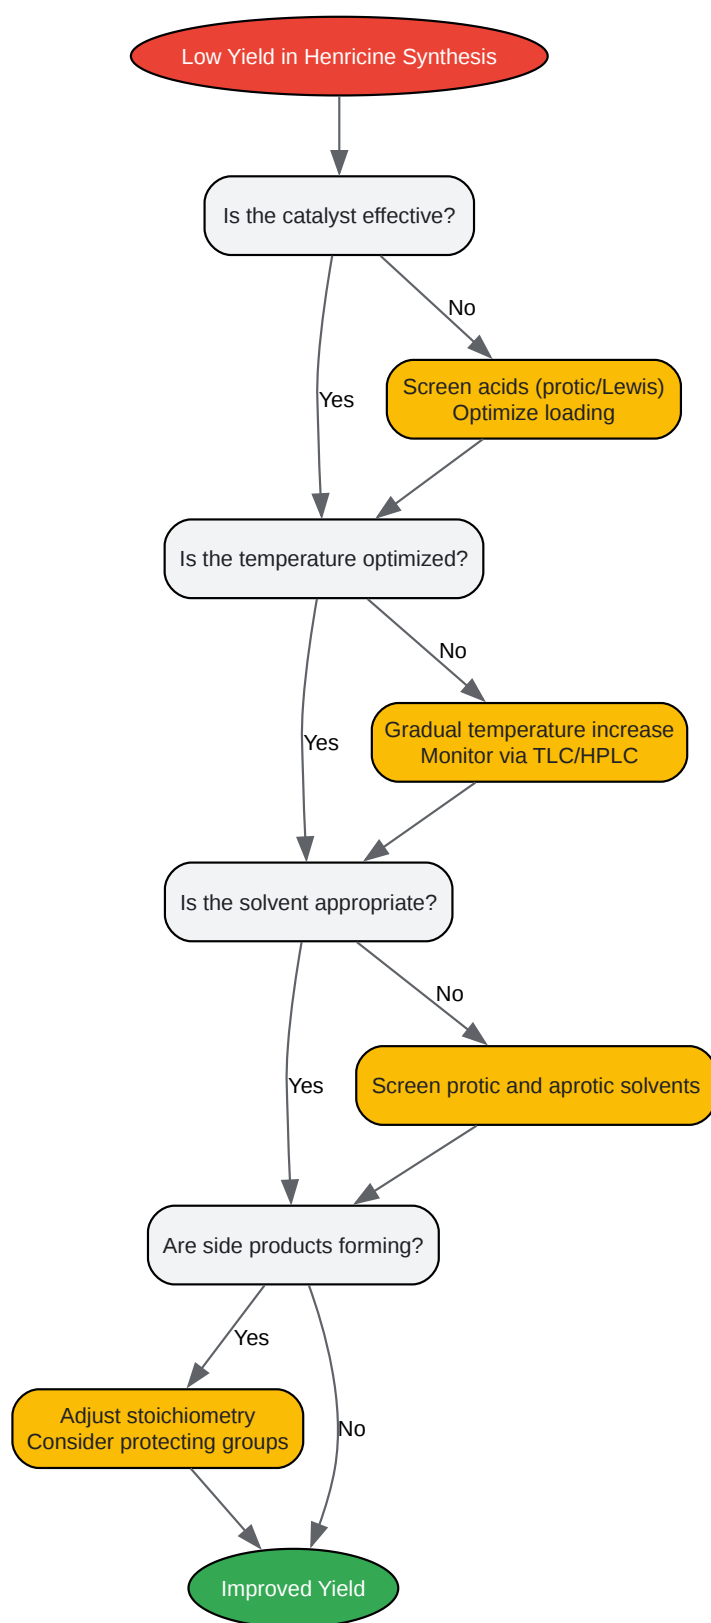 Low Yield in Henricine Synthesis
Is the catalyst effective?
No
Yes
Screen acids (protic/Lewis)
Optimize loading
Is the temperature optimized?
No
Yes
Gradual temperature increase
Monitor via TLC/HPLC
Is the solvent appropriate?
No
Yes
Screen protic and aprotic solvents
Are side products forming?
Yes
No
Adjust stoichiometry
Consider protecting groups
Improved Yield